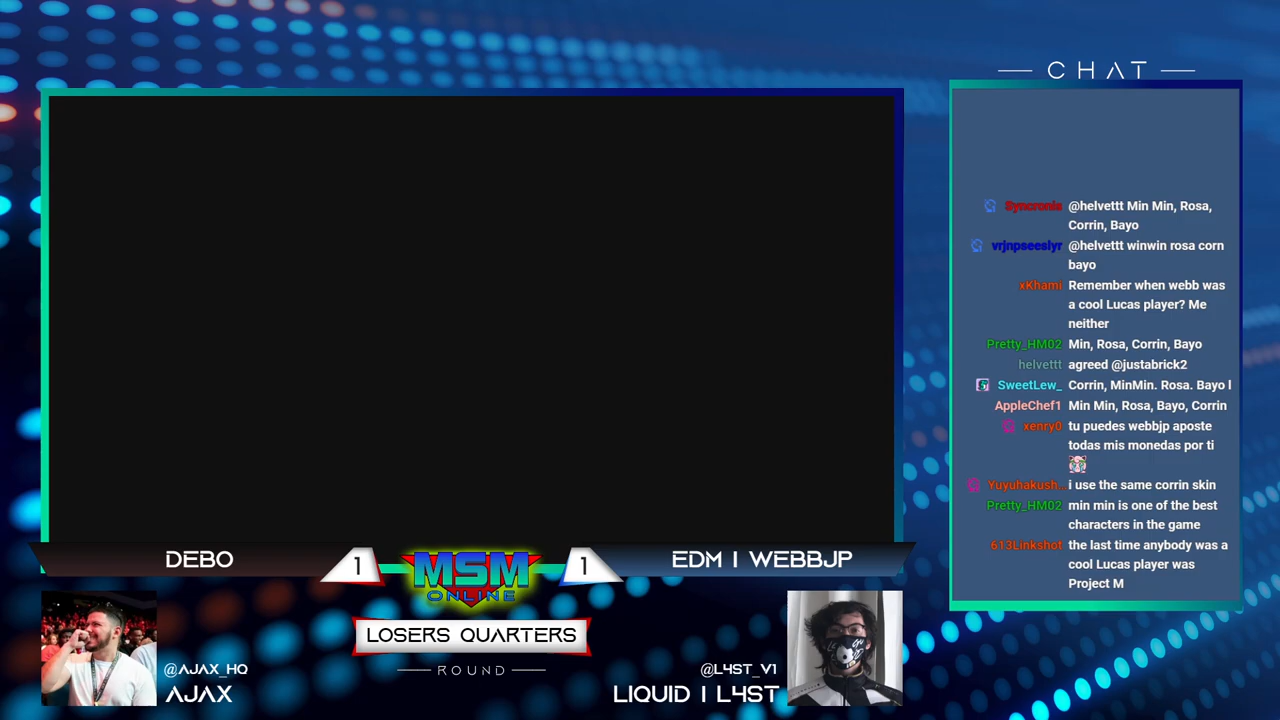 CHAT
Syncronia @helvettt Min Min, Rosa,
Corrin, Bayo
vrjnpseeslyr @helvettt winwin rosa corn
bayo
xKhami Remember when webb was
a cool Lucas player? Me
neither
Pretty_HM02 Min, Rosa, Corrin, Bayo
helvettt agreed @justabrick2
SweetLew_ Corrin, MinMin. Rosa. Bayo l
AppleChef1 Min Min, Rosa, Bayo, Corrin
xenry0 tu puedes webbjp aposte
todas mis monedas por ti
Yuyuhakush... i use the same corrin skin
Pretty_HM02 min min is one of the best
characters in the game
613Linkshot the last time anybody was a
cool Lucas player was
Project M
DEBO 1 MSM 1 EDM | WEBBJP
ONLINE
LOSERS QUARTERS
ROUND
@AJAX_HQ
AJAX
@L4ST_V1
LIQUID | L4ST